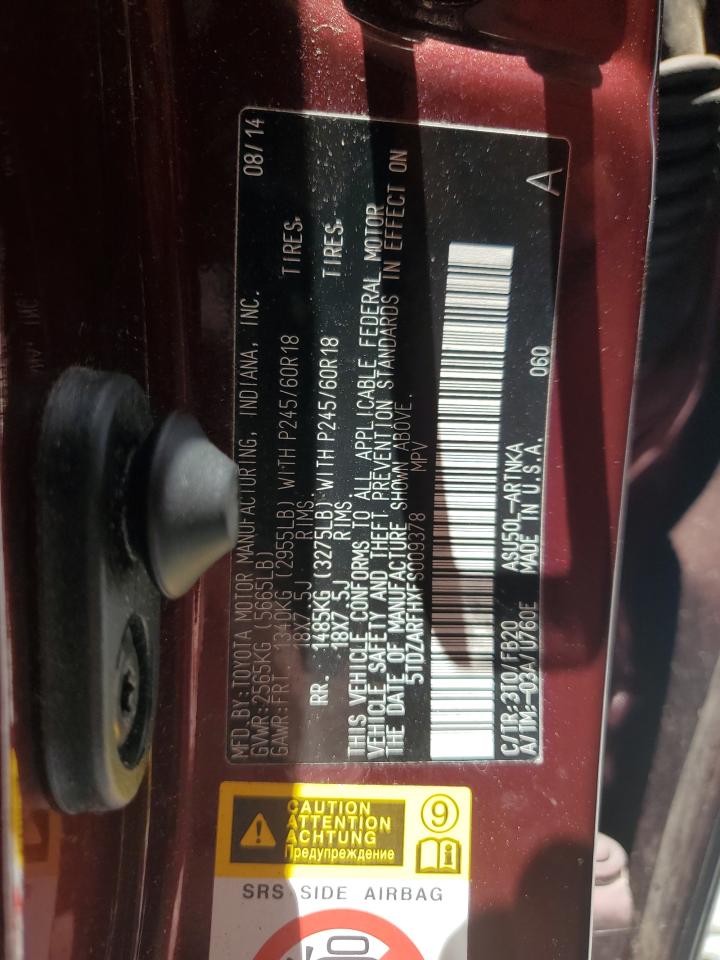 MFD BY:TOYOTA MOTOR MANUFACTURING, INDIANA, INC. 08/14
GVWR:2565KG (5665LB)
GAWR:FRT 1340KG (2955LB) WITH P245/60R18 TIRES,
18X7.5J RIMS
RR. 1485KG (3275LB) WITH P245/60R18 TIRES,
18X7.5J RIMS
THIS VEHICLE CONFORMS TO ALL APPLICABLE FEDERAL MOTOR
VEHICLE SAFETY AND THEFT PREVENTION STANDARDS IN EFFECT ON
THE DATE OF MANUFACTURE SHOWN ABOVE.
5TDZARFHXFS009378 MPV
A
060
C/TR:3T0/FB20 ASU50L-ARTNKA
A/TM:-03A/U760E MADE IN U.S.A.
CAUTION
ATTENTION
ACHTUNG
Предупреждение
9
SRS SIDE AIRBAG